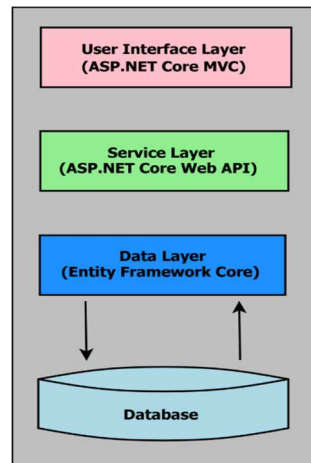 User Interface Layer
(ASP.NET Core MVC)
Service Layer
(ASP.NET Core Web API)
Data Layer
(Entity Framework Core)
Database